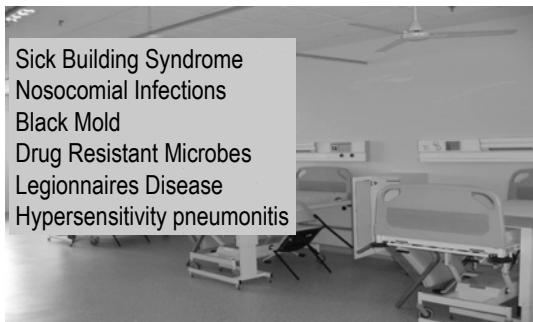 Sick Building Syndrome
Nosocomial Infections
Black Mold
Drug Resistant Microbes
Legionnaires Disease
Hypersensitivity pneumonitis